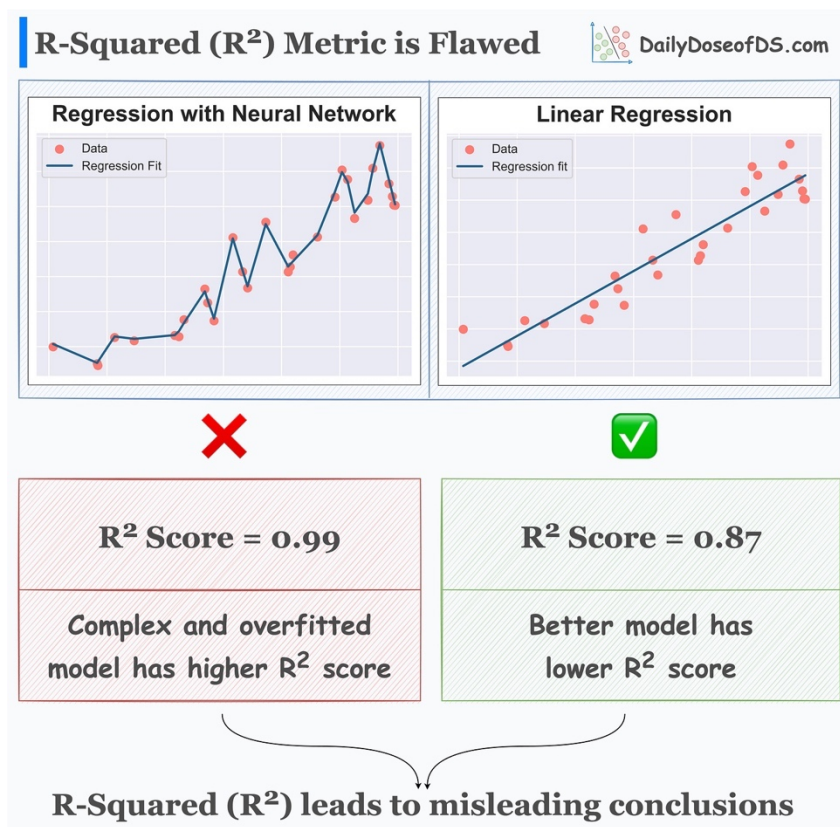 R-Squared (R²) Metric is Flawed
DailyDoseofDS.com
Regression with Neural Network
Data
Regression Fit
Linear Regression
Data
Regression fit
R² Score = 0.99
R² Score = 0.87
Complex and overfitted
model has higher R² score
Better model has
lower R² score
R-Squared (R²) leads to misleading conclusions